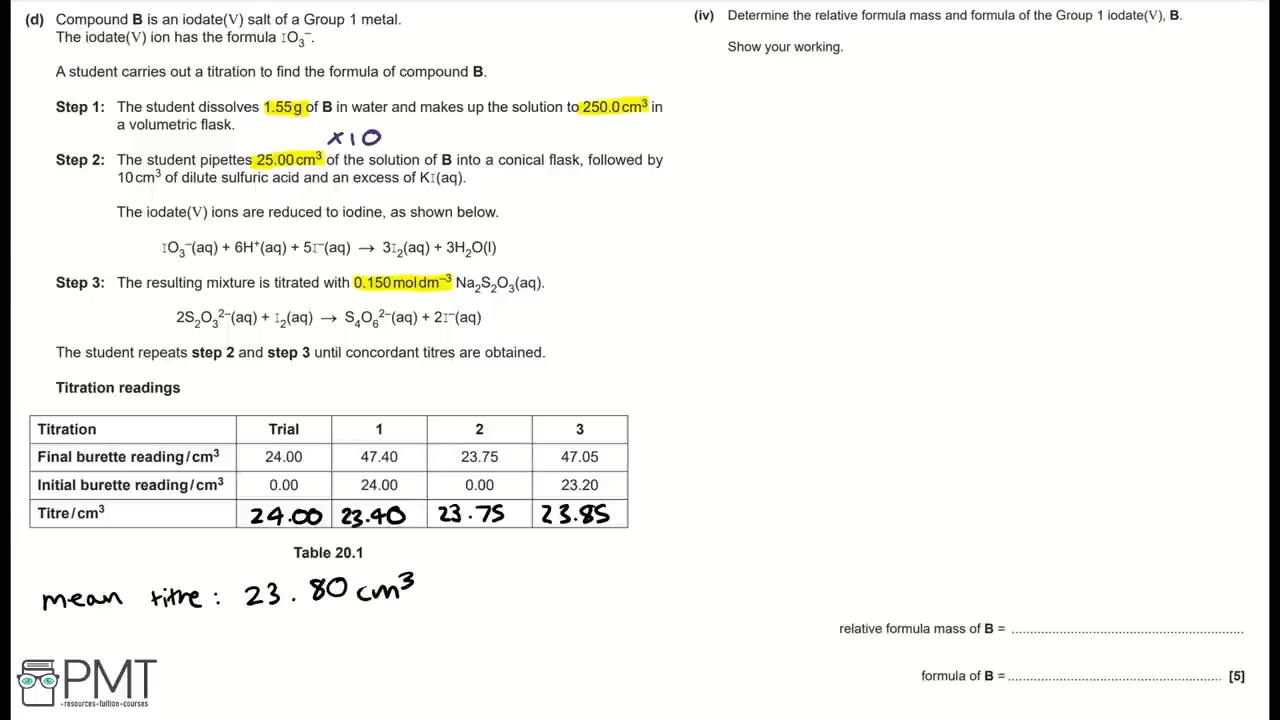 (d) Compound B is an iodate(V) salt of a Group 1 metal.
The iodate(V) ion has the formula IO₃⁻.
A student carries out a titration to find the formula of compound B.
Step 1: The student dissolves 1.55 g of B in water and makes up the solution to 250.0 cm³ in
a volumetric flask.
×10
Step 2: The student pipettes 25.00 cm³ of the solution of B into a conical flask, followed by
10 cm³ of dilute sulfuric acid and an excess of KI(aq).
The iodate(V) ions are reduced to iodine, as shown below.
IO₃⁻(aq) + 6H⁺(aq) + 5I⁻(aq) → 3I₂(aq) + 3H₂O(l)
Step 3: The resulting mixture is titrated with 0.150 mol dm⁻³ Na₂S₂O₃(aq).
2S₂O₃²⁻(aq) + I₂(aq) → S₄O₆²⁻(aq) + 2I⁻(aq)
The student repeats step 2 and step 3 until concordant titres are obtained.
Titration readings
Titration Trial 1 2 3
Final burette reading/cm³ 24.00 47.40 23.75 47.05
Initial burette reading/cm³ 0.00 24.00 0.00 23.20
Titre/cm³ 24.00 23.40 23.75 23.85
Table 20.1
mean titre: 23.80 cm³
PMT
•resources•tuition•courses
(iv) Determine the relative formula mass and formula of the Group 1 iodate(V), B.
Show your working.
relative formula mass of B = ..............................................................
formula of B = .......................................................... [5]